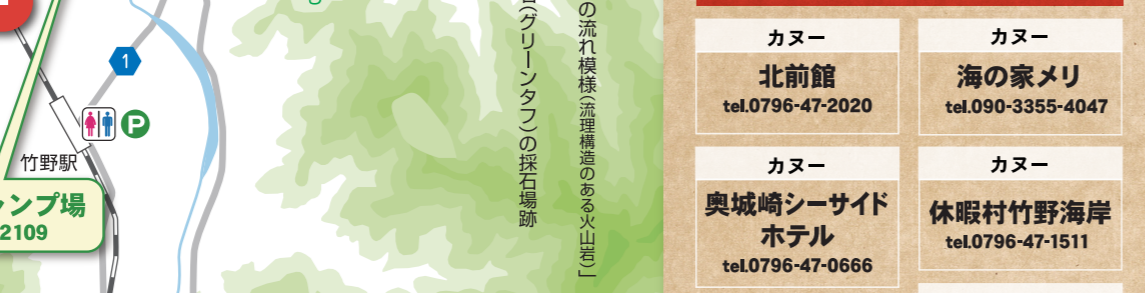 1
P
竹野駅
ンプ場
2109
の流れ模様(流理構造のある火山岩)」
(グリーンタフ)の採石場跡
カヌー
北前館
tel.0796-47-2020
カヌー
海の家メリ
tel.090-3355-4047
カヌー
奥城崎シーサイド
ホテル
tel.0796-47-0666
カヌー
休暇村竹野海岸
tel.0796-47-1511